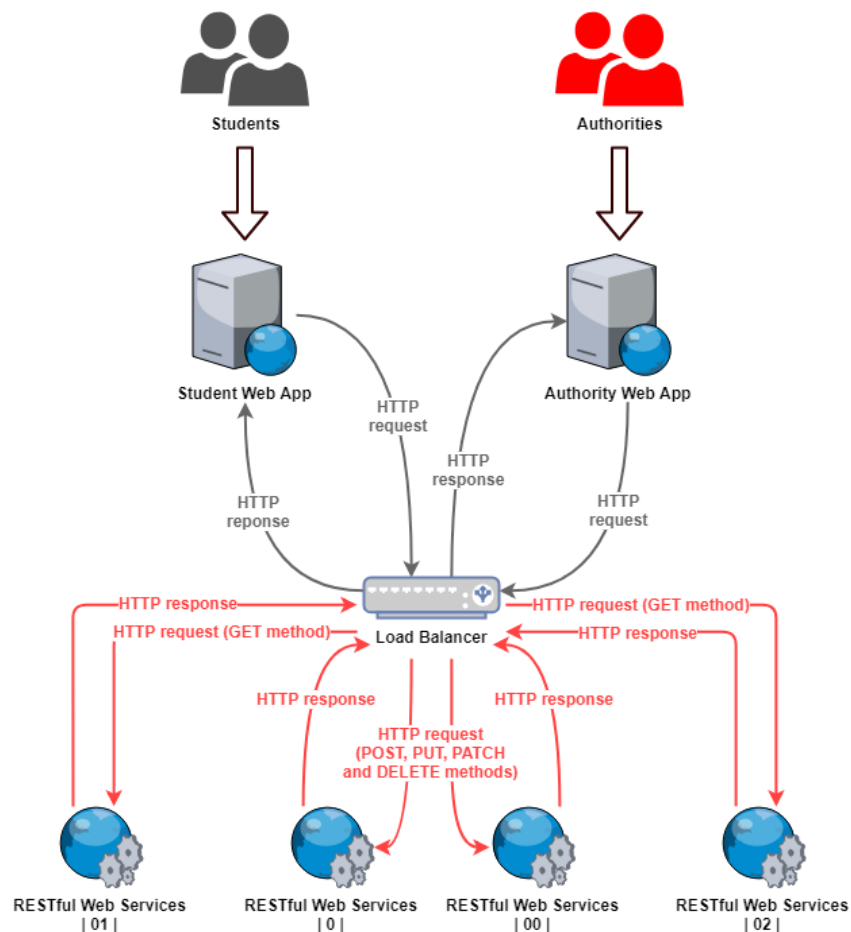 Students
Authorities
Student Web App
Authority Web App
HTTP
request
HTTP
response
HTTP
reponse
HTTP
request
HTTP response
HTTP request (GET method)
HTTP request (GET method)
HTTP response
Load Balancer
HTTP response
HTTP response
HTTP request
(POST, PUT, PATCH
and DELETE methods)
RESTful Web Services
| 01 |
RESTful Web Services
| 0 |
RESTful Web Services
| 00 |
RESTful Web Services
| 02 |